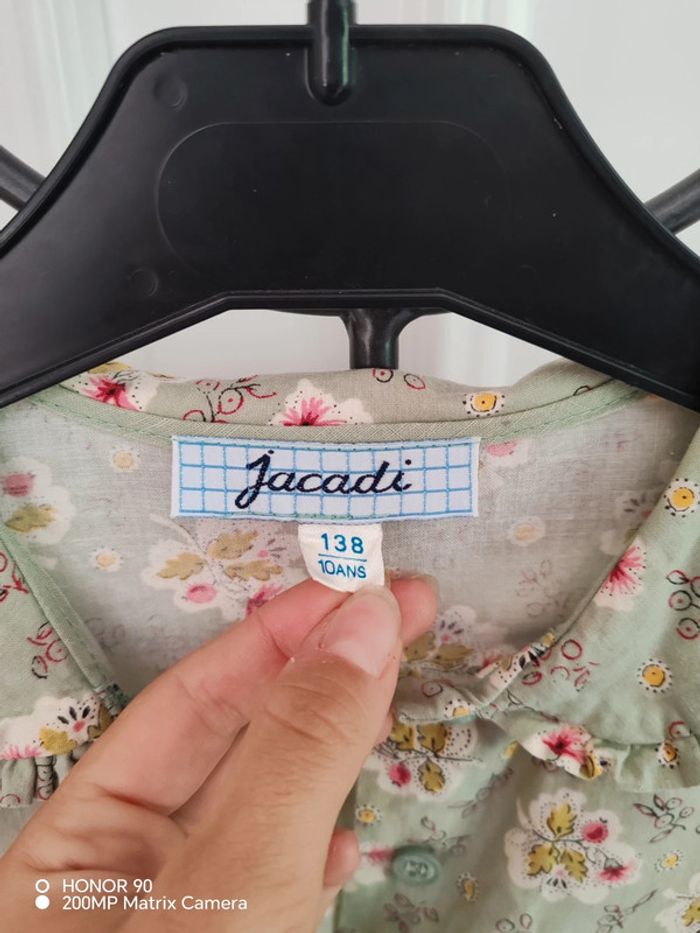 Jacadi
138
10ANS
HONOR 90
200MP Matrix Camera